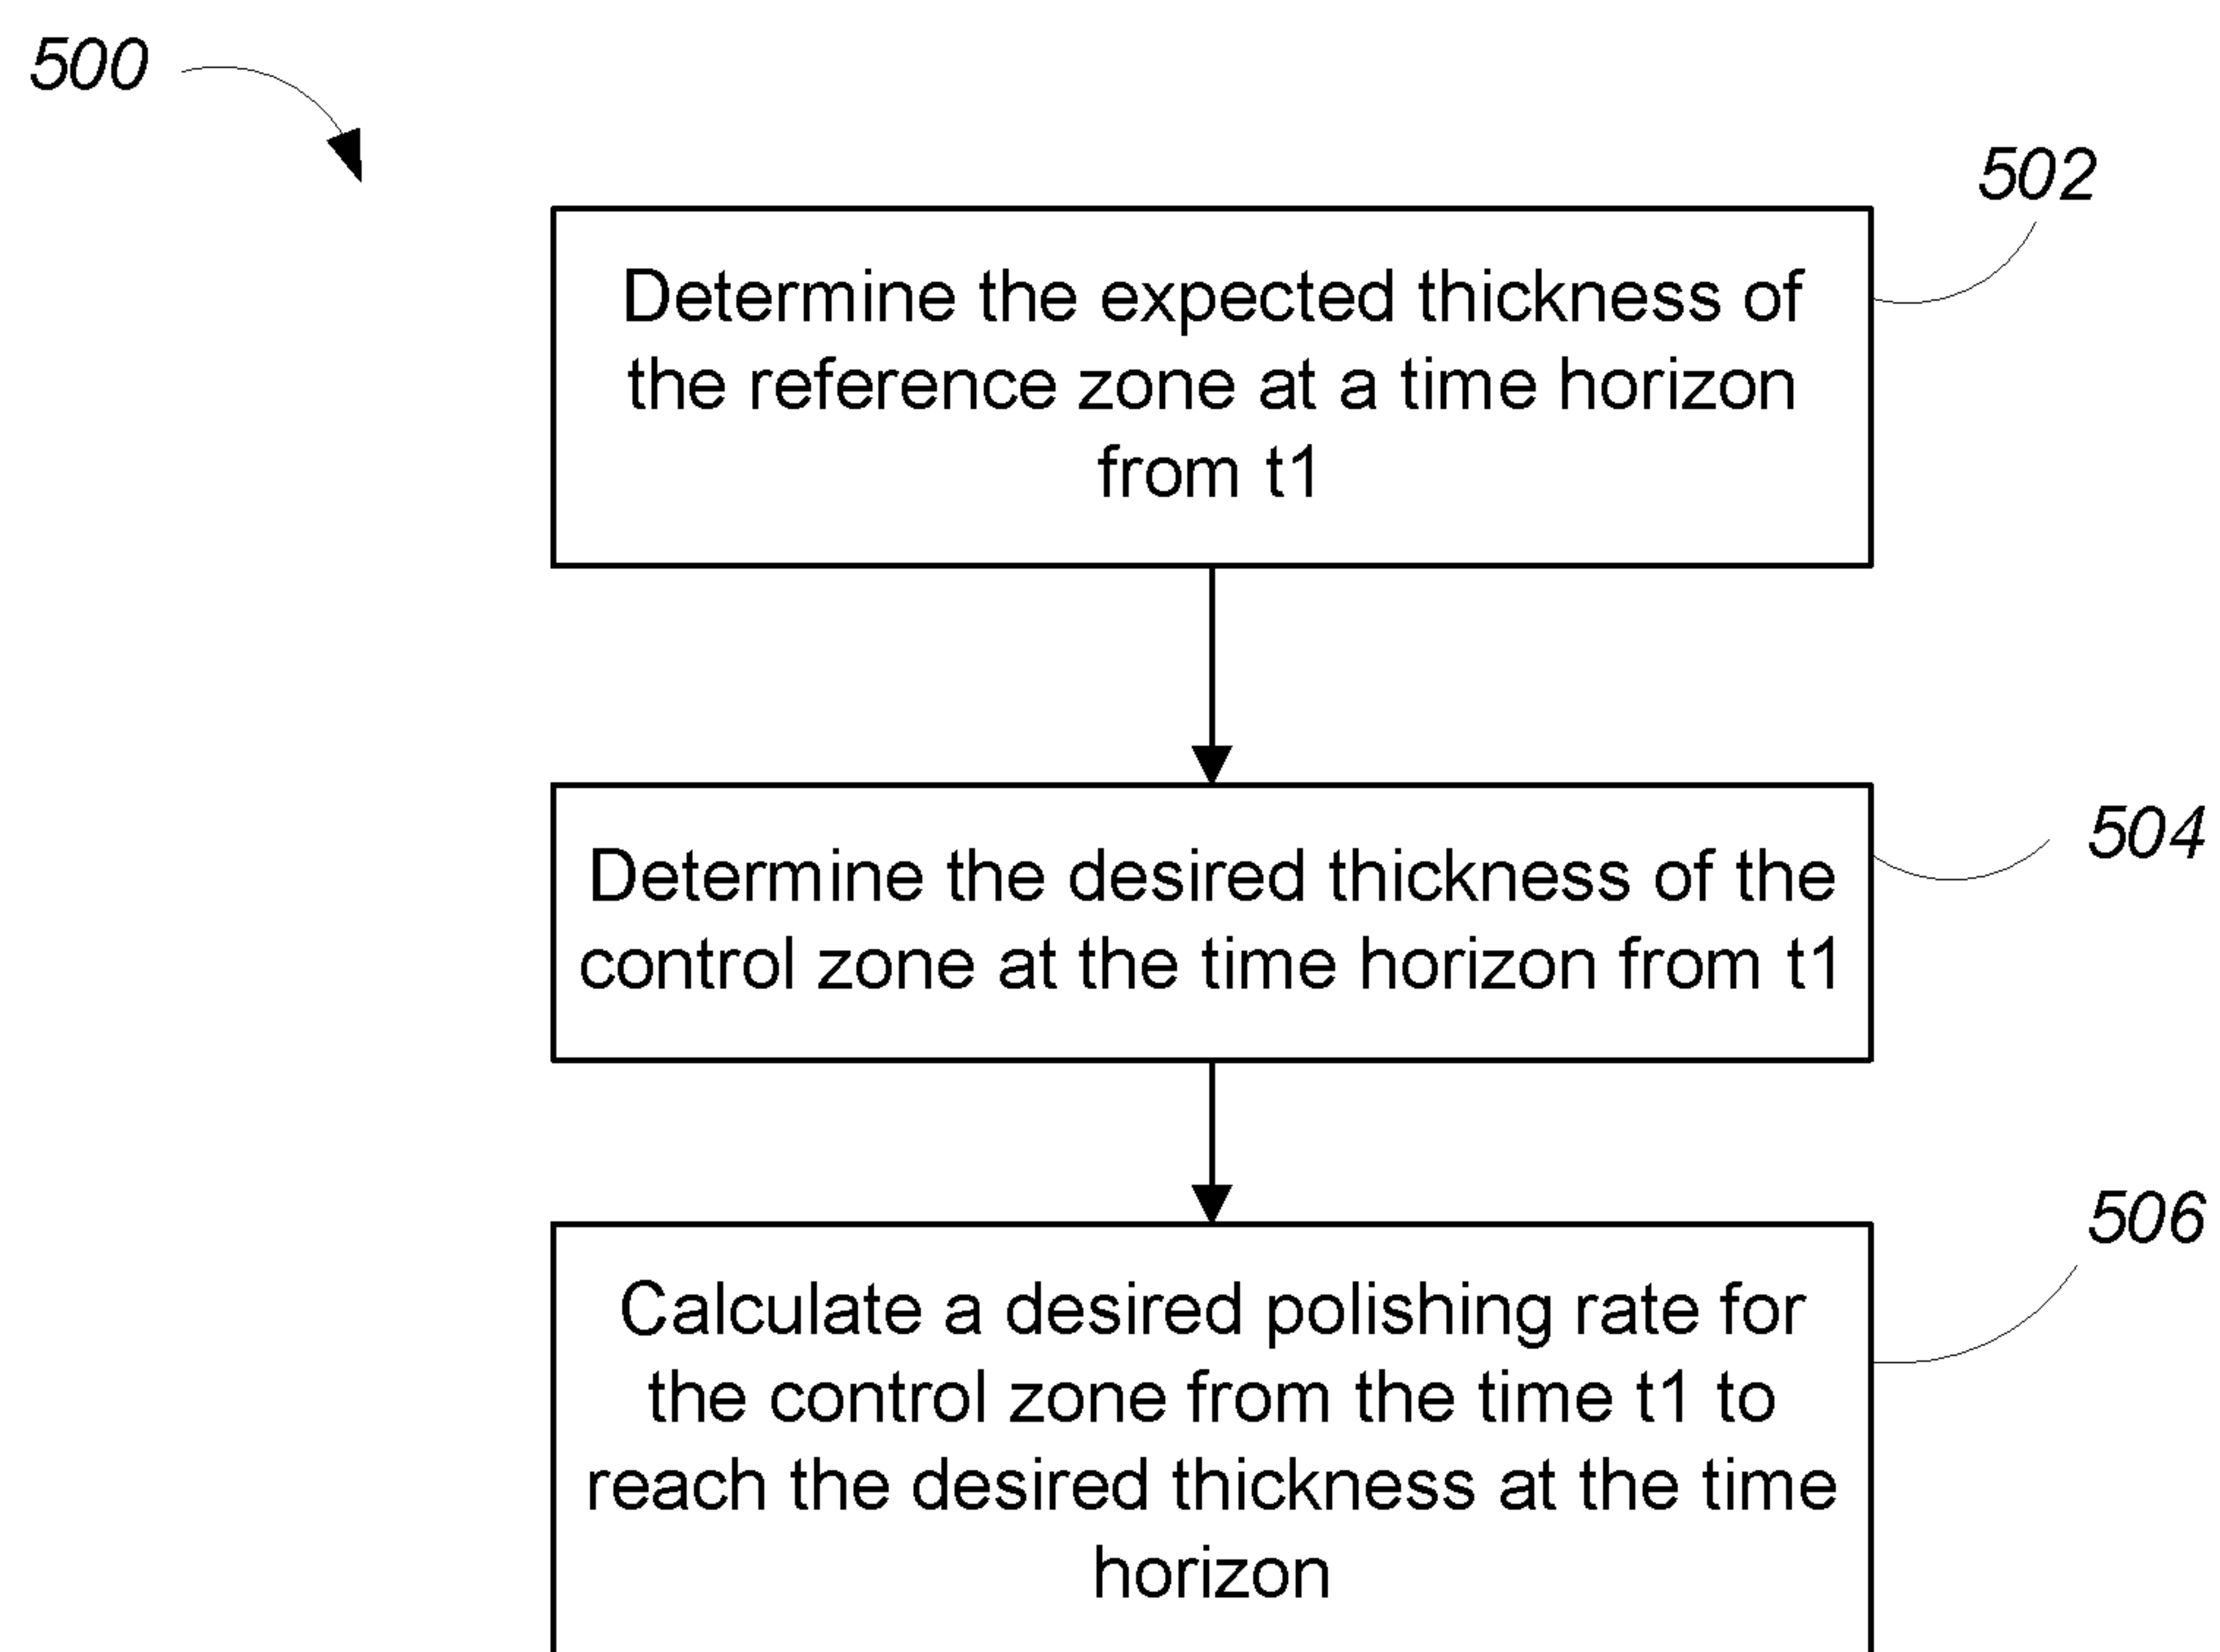 500
502
Determine the expected thickness of
the reference zone at a time horizon
from t1
504
Determine the desired thickness of the
control zone at the time horizon from t1
506
Calculate a desired polishing rate for
the control zone from the time t1 to
reach the desired thickness at the time
horizon